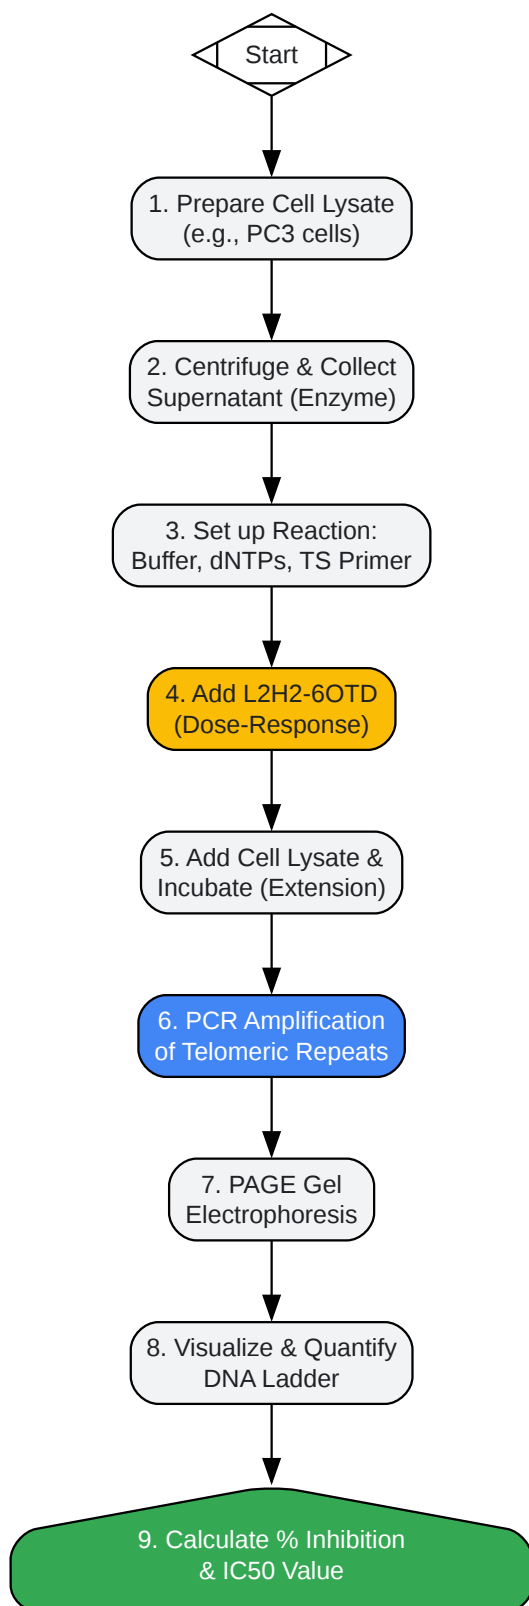 Start
1. Prepare Cell Lysate
(e.g., PC3 cells)
2. Centrifuge & Collect
Supernatant (Enzyme)
3. Set up Reaction:
Buffer, dNTPs, TS Primer
4. Add L2H2-6OTD
(Dose-Response)
5. Add Cell Lysate &
Incubate (Extension)
6. PCR Amplification
of Telomeric Repeats
7. PAGE Gel
Electrophoresis
8. Visualize & Quantify
DNA Ladder
9. Calculate % Inhibition
& IC50 Value